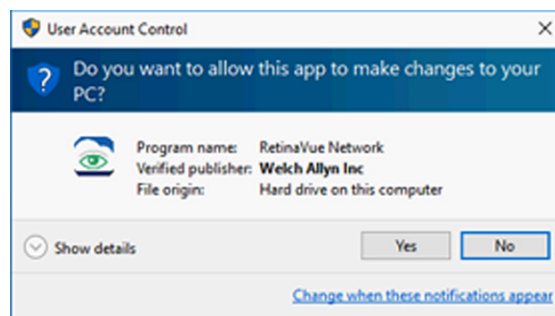 User Account Control
Do you want to allow this app to make changes to your
PC?
Program name: RetinaVue Network
Verified publisher: Welch Allyn Inc
File origin: Hard drive on this computer
Show details
Yes
No
Change when these notifications appear